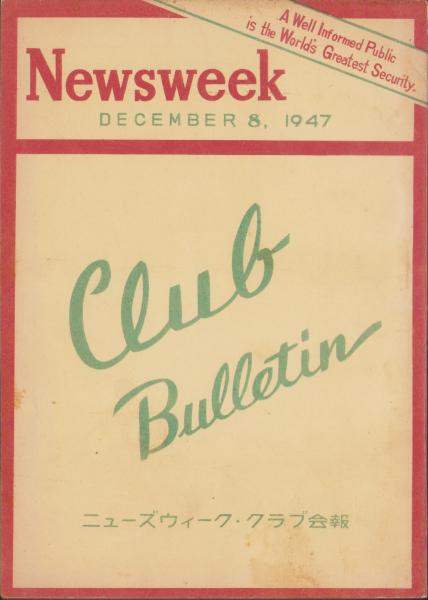 A Well Informed Public
is the World's Greatest Security.
Newsweek
DECEMBER 8, 1947
Club
Bulletin
ニューズウィーク・クラブ会報